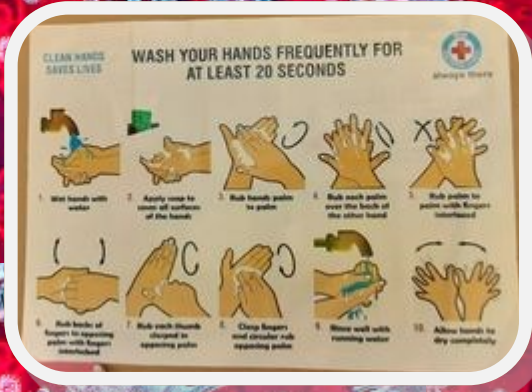 CLEAN HANDS
SAVES LIVES
WASH YOUR HANDS FREQUENTLY FOR
AT LEAST 20 SECONDS
always there
1. Wet hands with
water
2. Apply soap to
cover all surfaces
of the hands
3. Rub hands palm
to palm
4. Rub each palm
over the back of
the other hand
5. Rub palm to
palm with fingers
interlaced
6. Rub backs of
fingers to opposing
palm with fingers
interlocked
7. Rub each thumb
clasped in
opposing palm
8. Clasp fingers
and circular rub
opposing palm
9. Rinse well with
running water
10. Allow hands to
dry completely